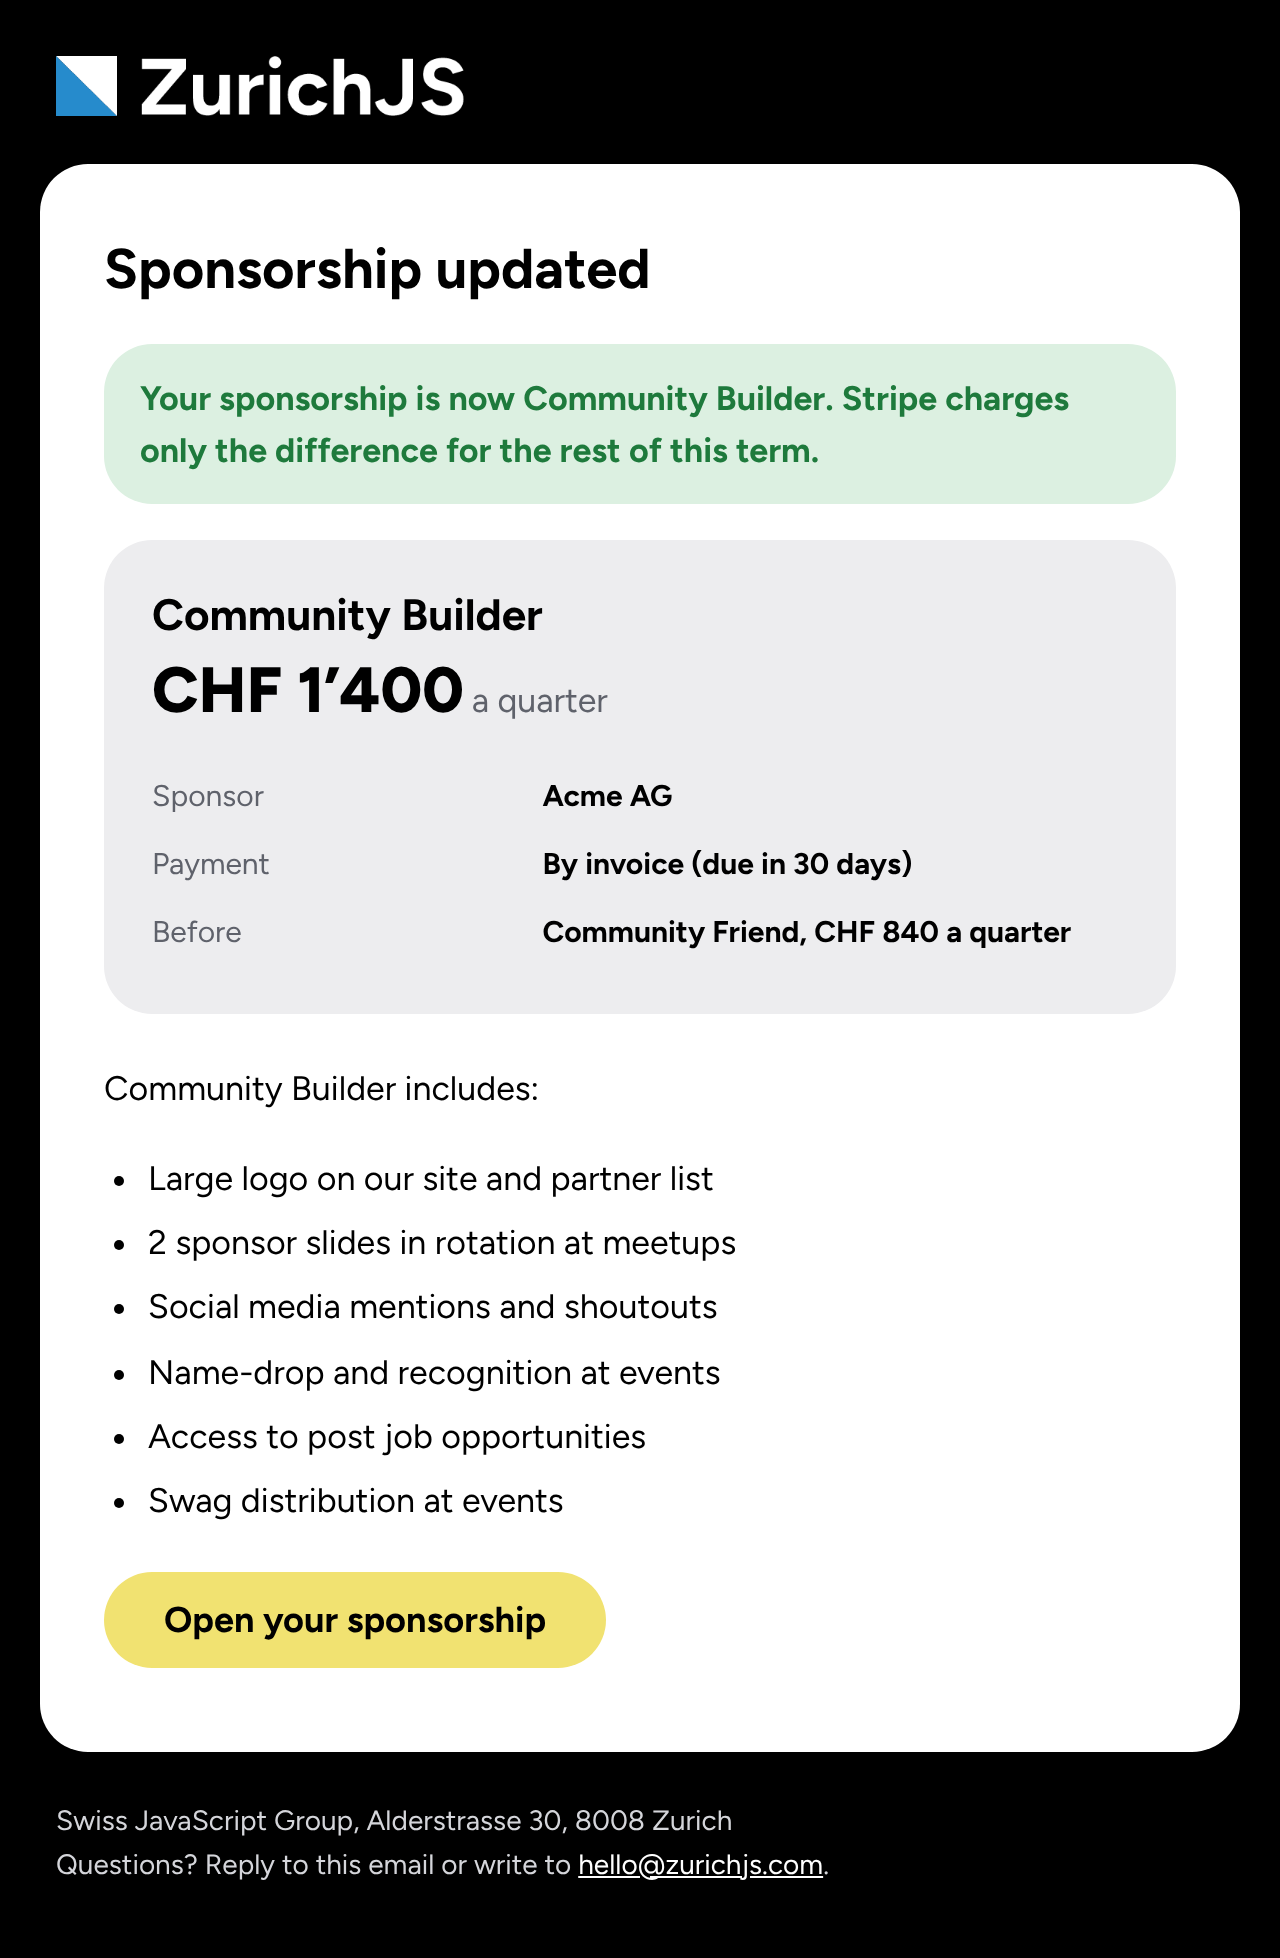 ZurichJS
Sponsorship updated
Your sponsorship is now Community Builder. Stripe charges
only the difference for the rest of this term.
Community Builder
CHF 1’400 a quarter
Sponsor Acme AG
Payment By invoice (due in 30 days)
Before Community Friend, CHF 840 a quarter
Community Builder includes:
• Large logo on our site and partner list
• 2 sponsor slides in rotation at meetups
• Social media mentions and shoutouts
• Name-drop and recognition at events
• Access to post job opportunities
• Swag distribution at events
Open your sponsorship
Swiss JavaScript Group, Alderstrasse 30, 8008 Zurich
Questions? Reply to this email or write to hello@zurichjs.com.